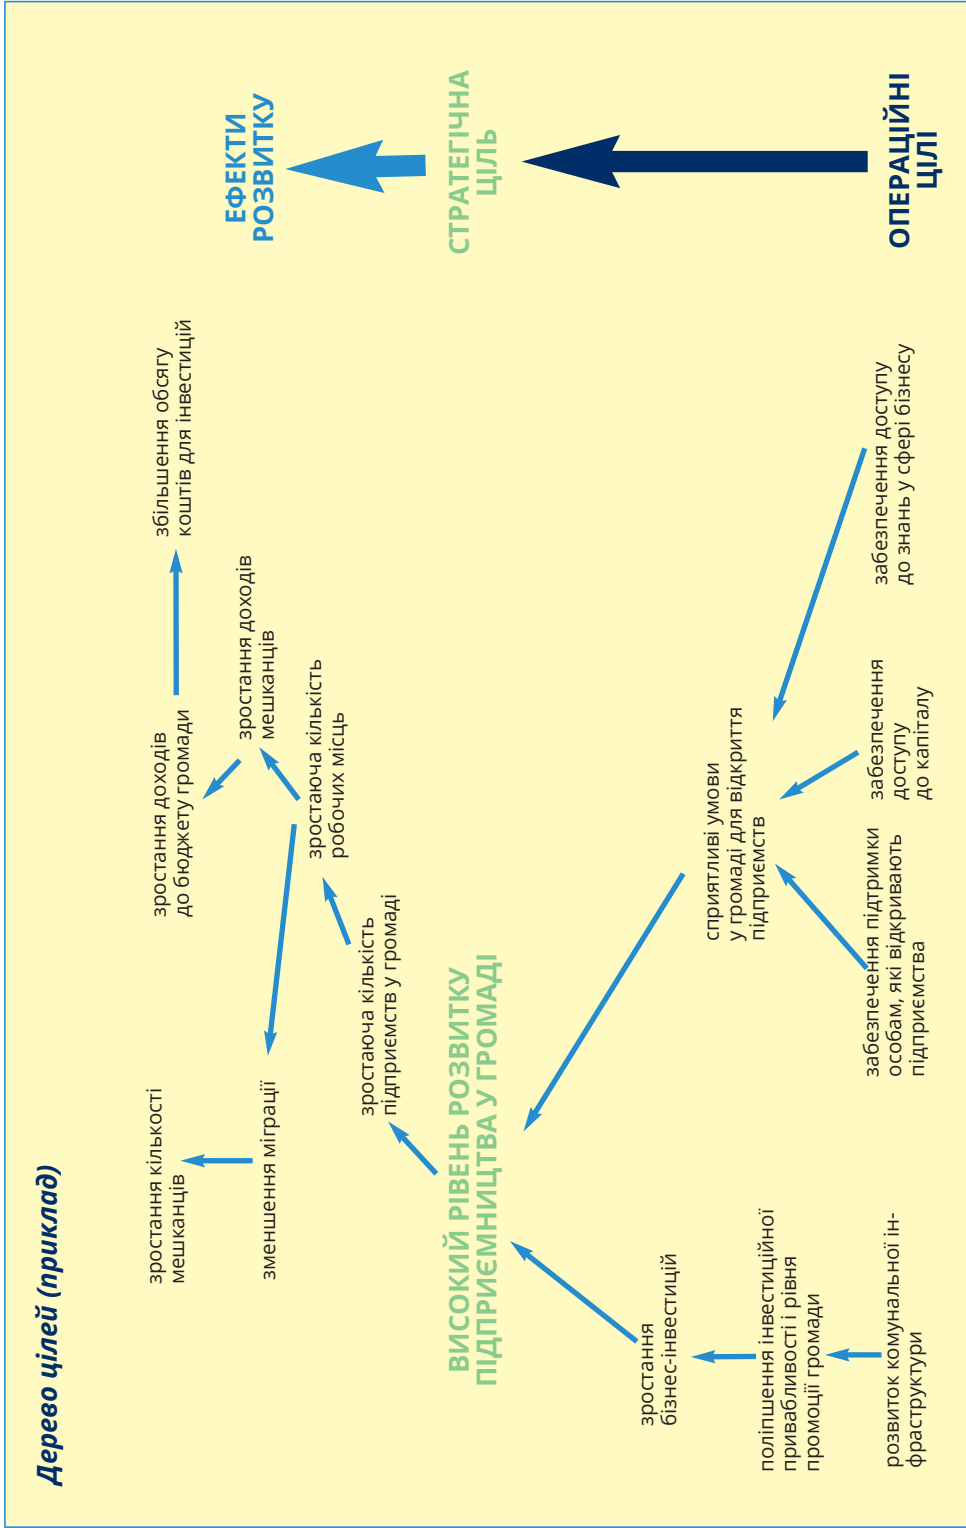 Дерево цілей (приклад)
зростання кількості
мешканців
зростання доходів
до бюджету громади
збільшення обсягу
коштів для інвестицій
ЕФЕКТИ
РОЗВИТКУ
зменшення міграції
зростання доходів
мешканців
зростаюча кількість
робочих місць
зростаюча кількість
підприємств у громаді
ВИСОКИЙ РІВЕНЬ РОЗВИТКУ
ПІДПРИЄМНИЦТВА У ГРОМАДІ
СТРАТЕГІЧНА
ЦІЛЬ
зростання
бізнес-інвестицій
сприятливі умови
у громаді для відкриття
підприємств
поліпшення інвестиційної
привабливості і рівня
промоції громади
розвиток комунальної ін-
фраструктури
забезпечення підтримки
особам, які відкривають
підприємства
забезпечення
доступу
до капіталу
забезпечення доступу
до знань у сфері бізнесу
ОПЕРАЦІЙНІ
ЦІЛІ